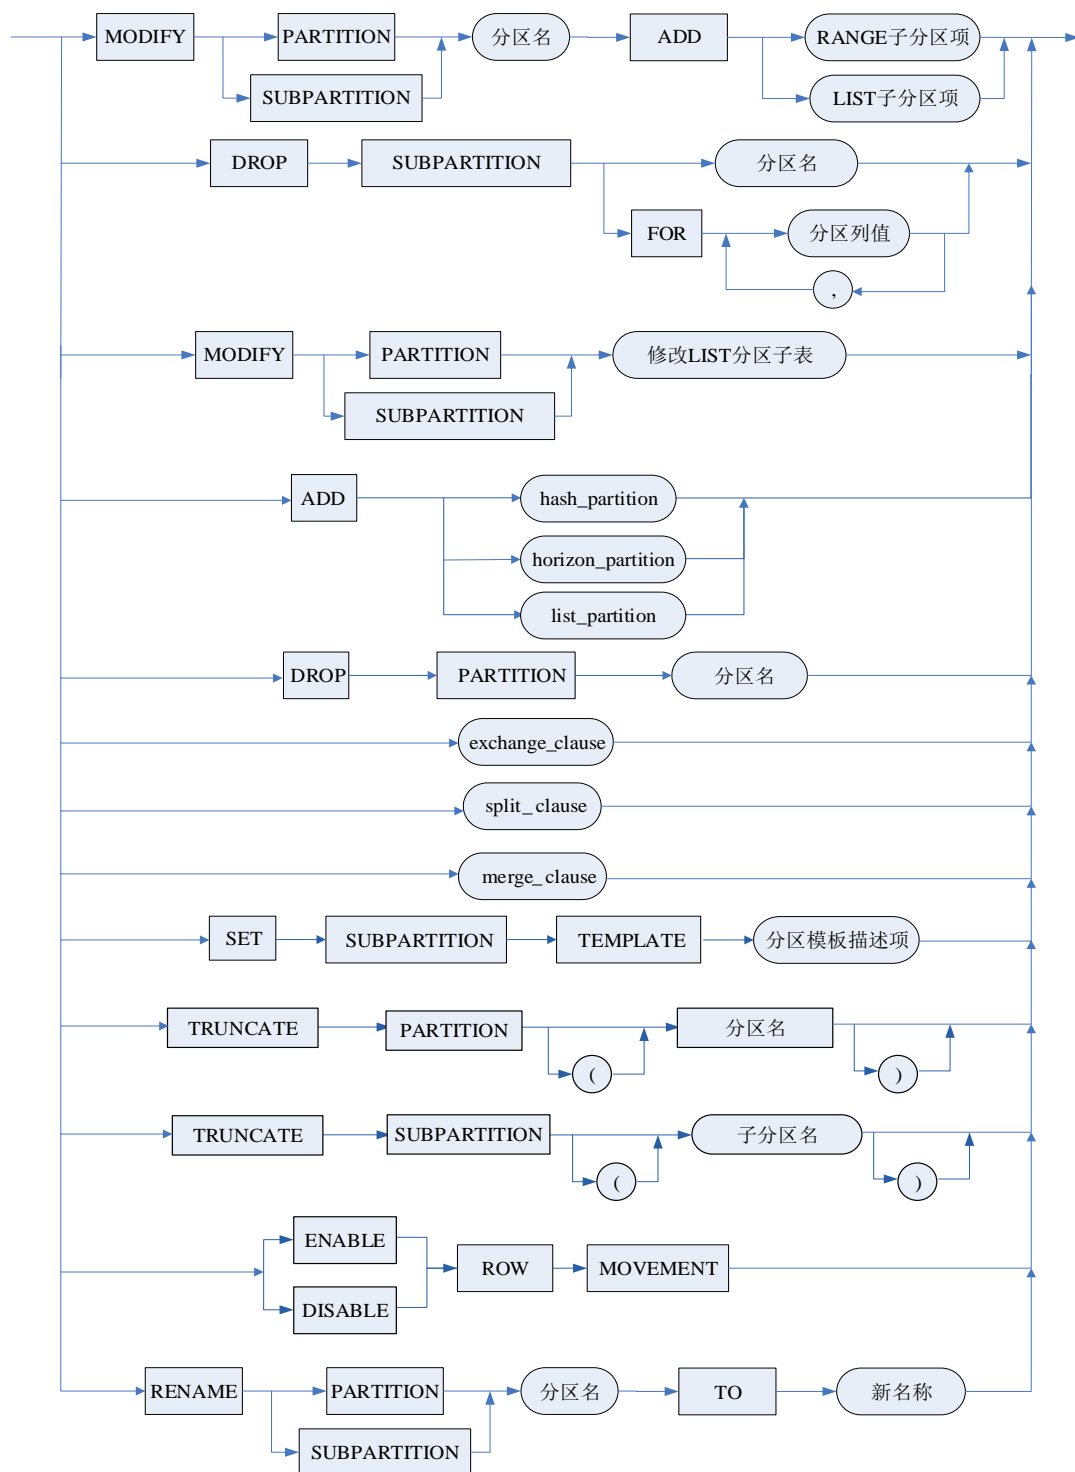 MODIFY PARTITION 分区名 ADD RANGE子分区项
SUBPARTITION LIST子分区项
DROP SUBPARTITION 分区名
FOR 分区列值
,
MODIFY PARTITION 修改LIST分区子表
SUBPARTITION
ADD hash_partition
horizon_partition
list_partition
DROP PARTITION 分区名
exchange_clause
split_clause
merge_clause
SET SUBPARTITION TEMPLATE 分区模板描述项
TRUNCATE PARTITION 分区名
( )
TRUNCATE SUBPARTITION 子分区名
( )
ENABLE
ROW MOVEMENT
DISABLE
RENAME PARTITION 分区名 TO 新名称
SUBPARTITION